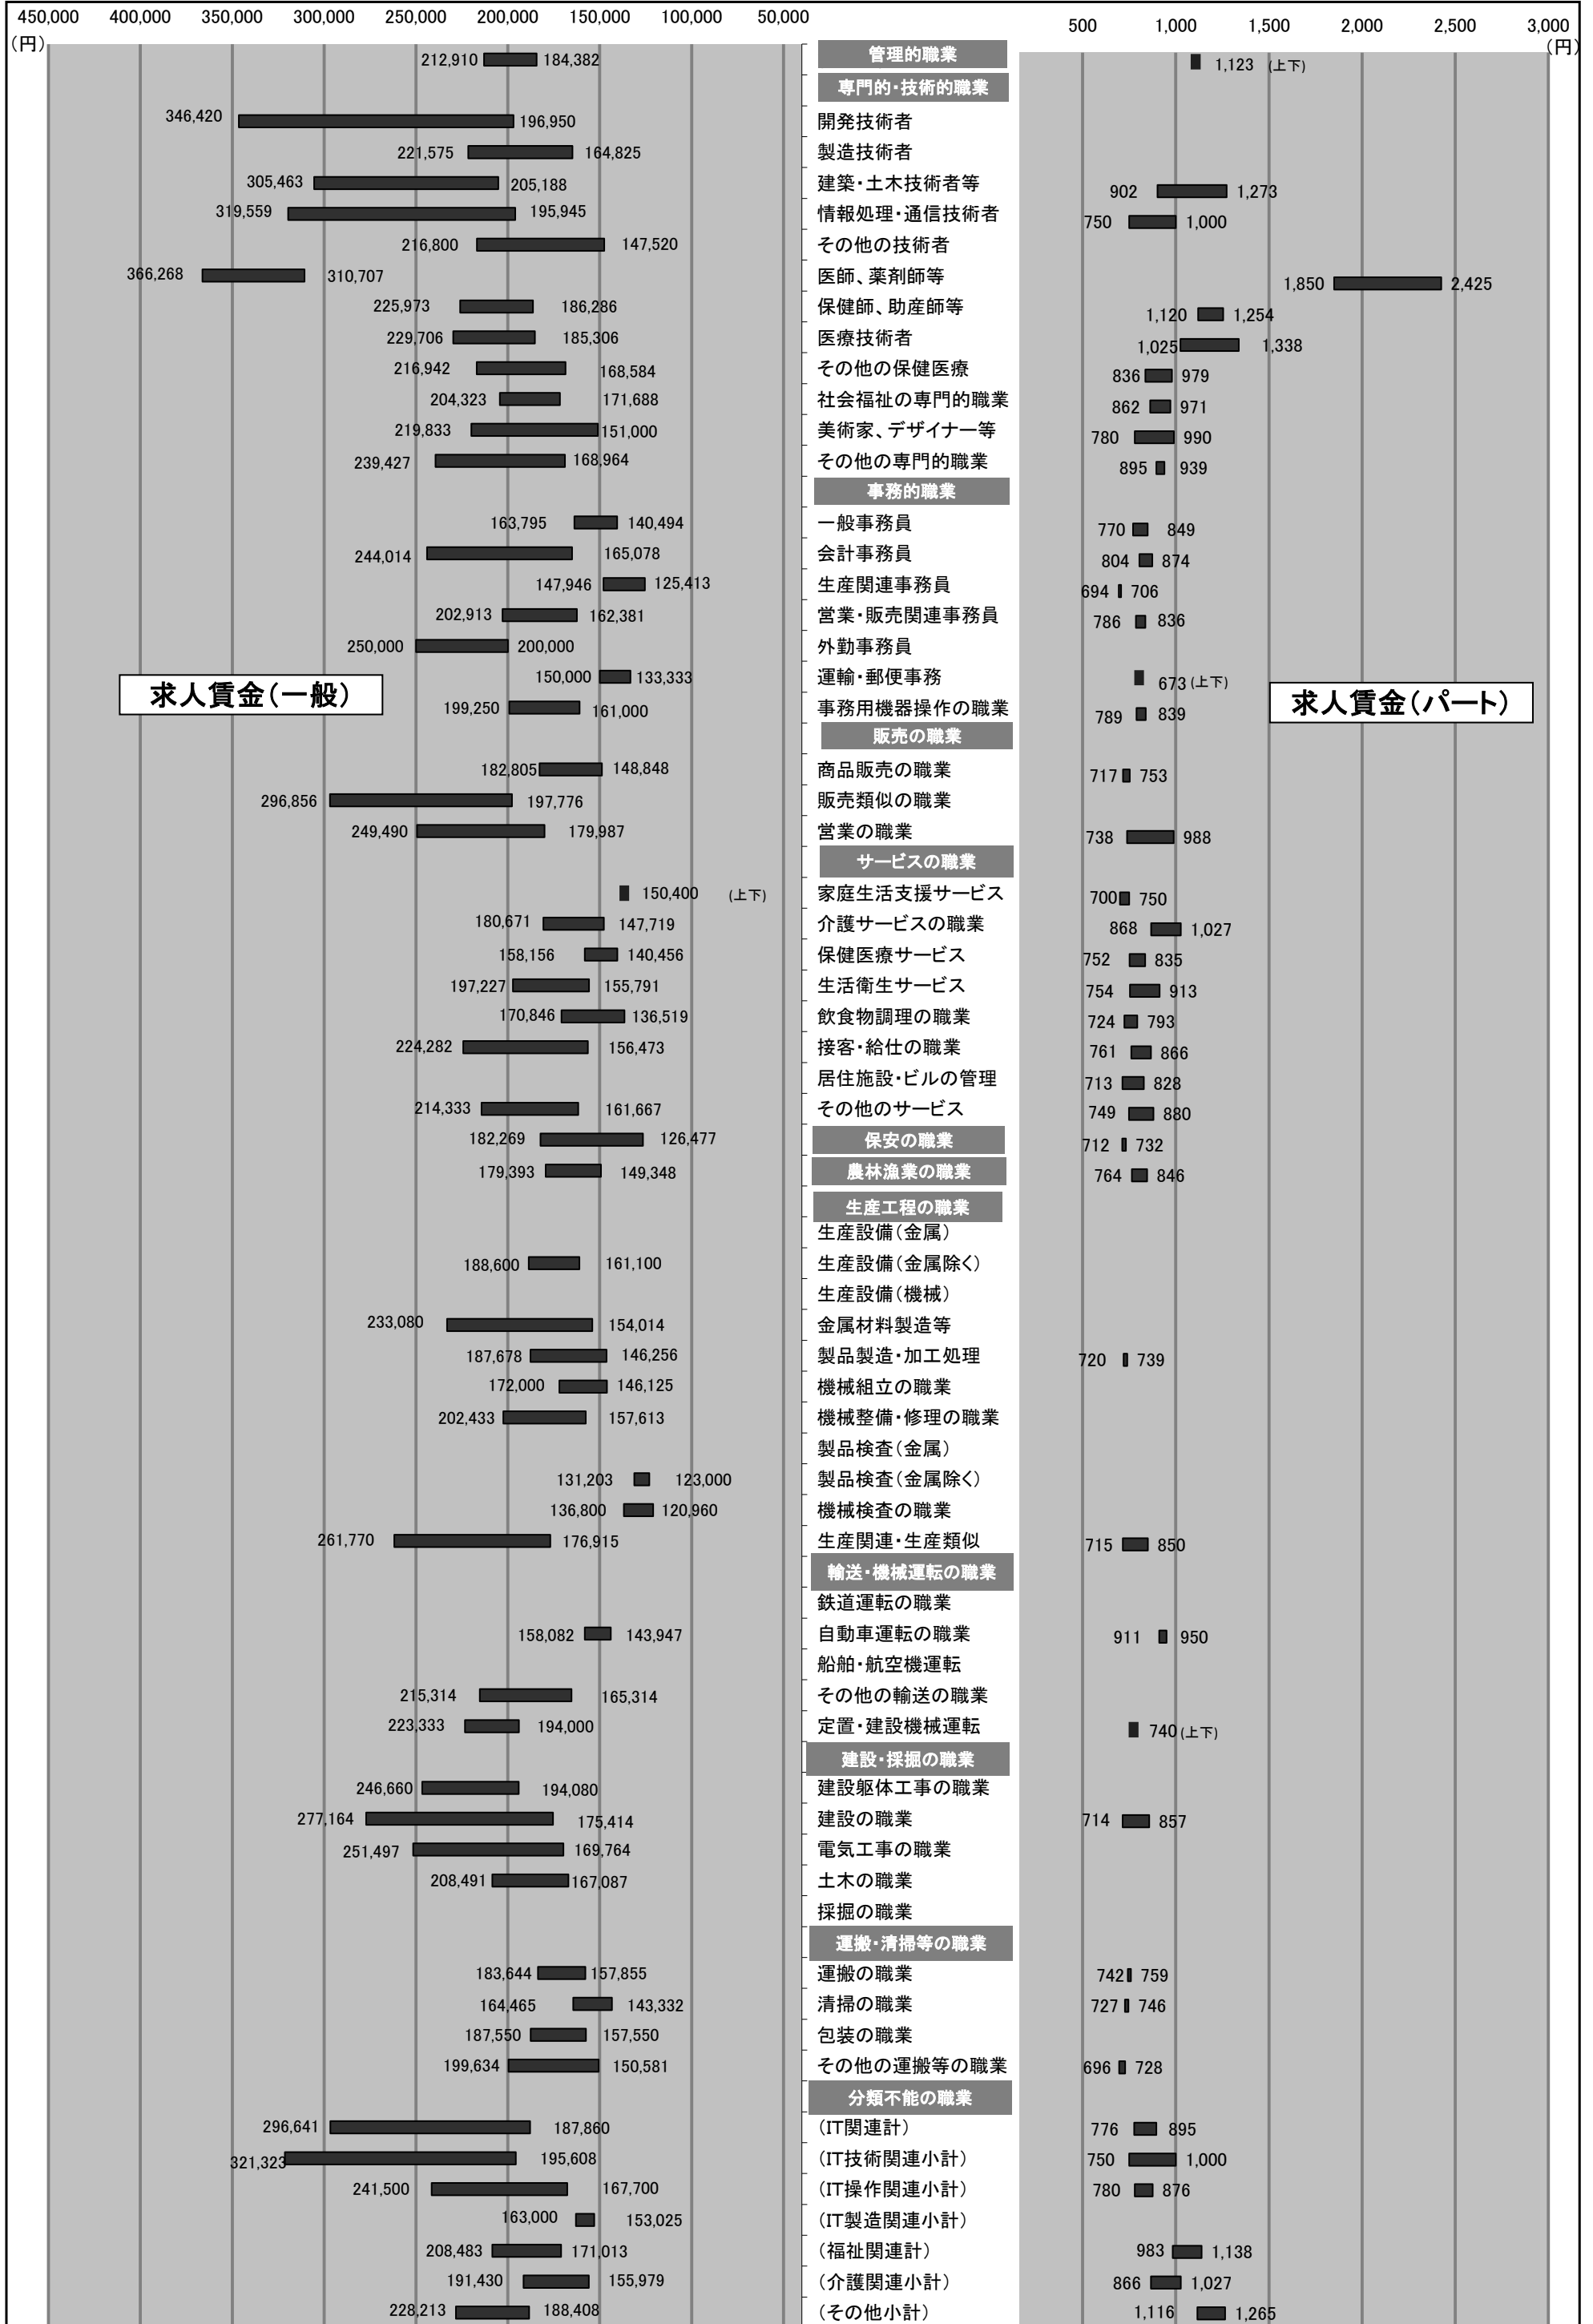 450,000 400,000 350,000 300,000 250,000 200,000 150,000 100,000 50,000 500 1,000 1,500 2,000 2,500 3,000
(円) (円)
212,910 184,382 管理的職業 1,123 (上下)
専門的・技術的職業
346,420 196,950 開発技術者
221,575 164,825 製造技術者
305,463 205,188 建築・土木技術者等 902 1,273
319,559 195,945 情報処理・通信技術者 750 1,000
216,800 147,520 その他の技術者
366,268 310,707 医師、薬剤師等 1,850 2,425
225,973 186,286 保健師、助産師等 1,120 1,254
229,706 185,306 医療技術者 1,025 1,338
216,942 168,584 その他の保健医療 836 979
204,323 171,688 社会福祉の専門的職業 862 971
219,833 151,000 美術家、デザイナー等 780 990
239,427 168,964 その他の専門的職業 895 939
事務的職業
163,795 140,494 一般事務員 770 849
244,014 165,078 会計事務員 804 874
147,946 125,413 生産関連事務員 694 706
202,913 162,381 営業・販売関連事務員 786 836
250,000 200,000 外勤事務員
150,000 133,333 運輸・郵便事務 673 (上下)
求人賃金(一般) 求人賃金(パート)
199,250 161,000 事務用機器操作の職業 789 839
販売の職業
182,805 148,848 商品販売の職業 717 753
296,856 197,776 販売類似の職業
249,490 179,987 営業の職業 738 988
サービスの職業
150,400 (上下) 家庭生活支援サービス 700 750
180,671 147,719 介護サービスの職業 868 1,027
158,156 140,456 保健医療サービス 752 835
197,227 155,791 生活衛生サービス 754 913
170,846 136,519 飲食物調理の職業 724 793
224,282 156,473 接客・給仕の職業 761 866
居住施設・ビルの管理 713 828
214,333 161,667 その他のサービス 749 880
182,269 126,477 保安の職業 712 732
179,393 149,348 農林漁業の職業 764 846
生産工程の職業
生産設備(金属)
188,600 161,100 生産設備(金属除く)
生産設備(機械)
233,080 154,014 金属材料製造等
187,678 146,256 製品製造・加工処理 720 739
172,000 146,125 機械組立の職業
202,433 157,613 機械整備・修理の職業
製品検査(金属)
131,203 123,000 製品検査(金属除く)
136,800 120,960 機械検査の職業
261,770 176,915 生産関連・生産類似 715 850
輸送・機械運転の職業
鉄道運転の職業
158,082 143,947 自動車運転の職業 911 950
船舶・航空機運転
215,314 165,314 その他の輸送の職業
223,333 194,000 定置・建設機械運転 740 (上下)
建設・採掘の職業
246,660 194,080 建設躯体工事の職業
277,164 175,414 建設の職業 714 857
251,497 169,764 電気工事の職業
208,491 167,087 土木の職業
採掘の職業
運搬・清掃等の職業
183,644 157,855 運搬の職業 742 759
164,465 143,332 清掃の職業 727 746
187,550 157,550 包装の職業
199,634 150,581 その他の運搬等の職業 696 728
分類不能の職業
296,641 187,860 (IT関連計) 776 895
321,323 195,608 (IT技術関連小計) 750 1,000
241,500 167,700 (IT操作関連小計) 780 876
163,000 153,025 (IT製造関連小計)
208,483 171,013 (福祉関連計) 983 1,138
191,430 155,979 (介護関連小計) 866 1,027
228,213 188,408 (その他小計) 1,116 1,265